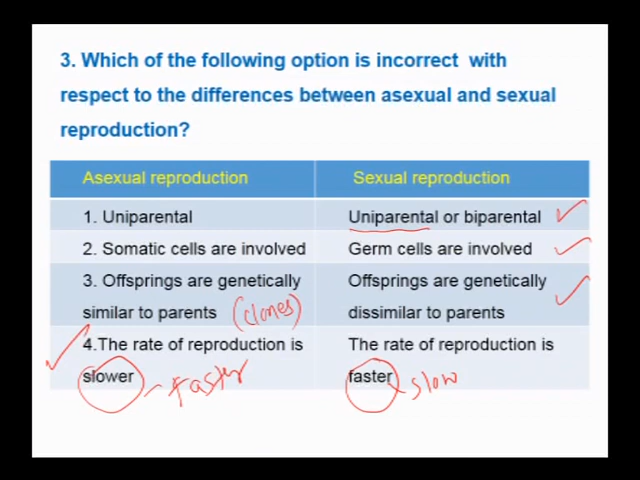 3. Which of the following option is incorrect with
respect to the differences between asexual and sexual
reproduction?
Asexual reproduction Sexual reproduction
1. Uniparental Uniparental or biparental
2. Somatic cells are involved Germ cells are involved
3. Offsprings are genetically Offsprings are genetically
similar to parents (clones) dissimilar to parents
4.The rate of reproduction is The rate of reproduction is
slower - faster faster slow